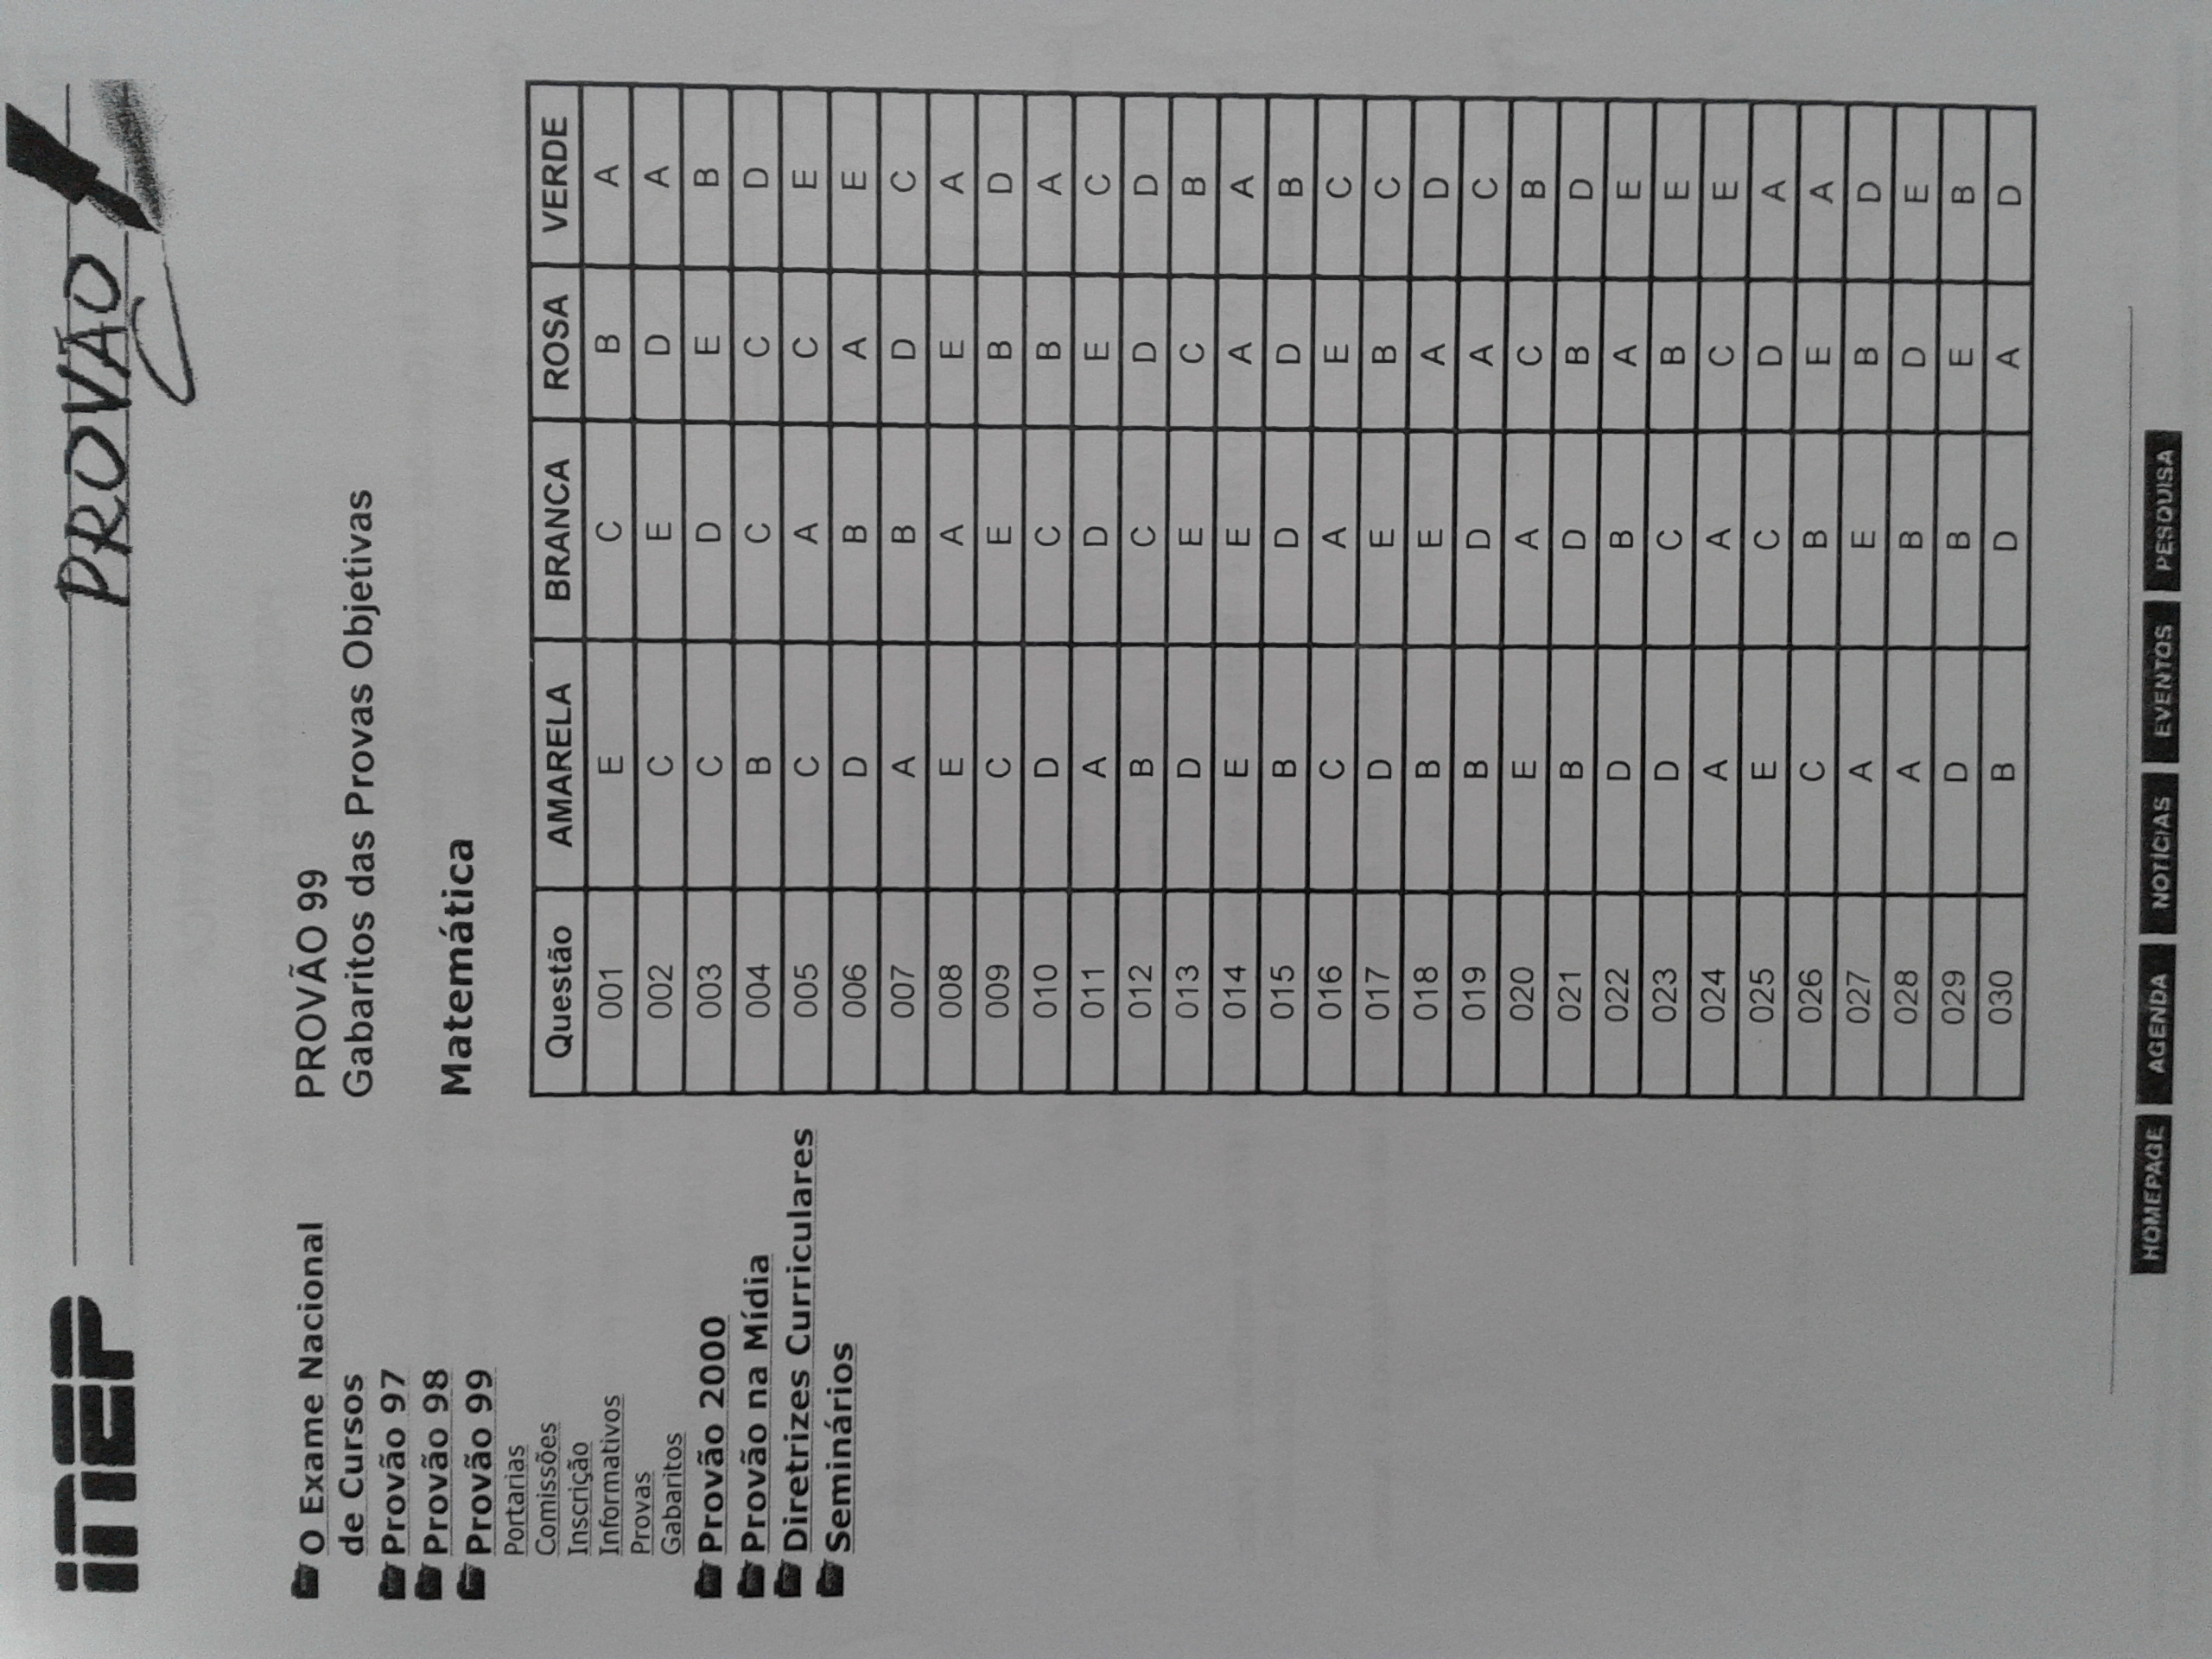 inep PROVÃO
O Exame Nacional
de Cursos
Provão 97
Provão 98
Provão 99
Portarias
Comissões
Inscrição
Informativos
Provas
Gabaritos
Provão 2000
Provão na Mídia
Diretrizes Curriculares
Seminários
PROVÃO 99
Gabaritos das Provas Objetivas
Matemática
Questão AMARELA BRANCA ROSA VERDE
001 E C B A
002 C E D A
003 C D E B
004 B C C D
005 C A C E
006 D B A E
007 A B D C
008 E A E A
009 C E B D
010 D C B A
011 A D E C
012 B C D D
013 D E C B
014 E E A A
015 B D D B
016 C A E C
017 D E B C
018 B E A D
019 B D A C
020 E A C B
021 B D B D
022 D B A E
023 D C B E
024 A A C E
025 E C D A
026 C B E A
027 A E B D
028 A B D E
029 D B E B
030 B D A D
HOMEPAGE AGENDA NOTÍCIAS EVENTOS PESQUISA